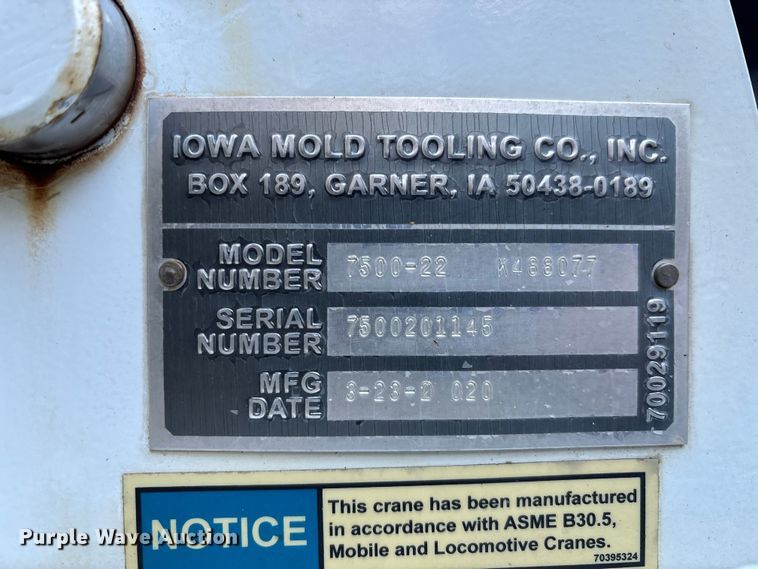 IOWA MOLD TOOLING CO., INC.
BOX 189, GARNER, IA 50438-0189
MODEL NUMBER 7500-22 K488077
SERIAL NUMBER 7500201145
MFG DATE 3-23-2 020
70029119
NOTICE
This crane has been manufactured
in accordance with ASME B30.5,
Mobile and Locomotive Cranes.
70395324
Purple Wave Auction